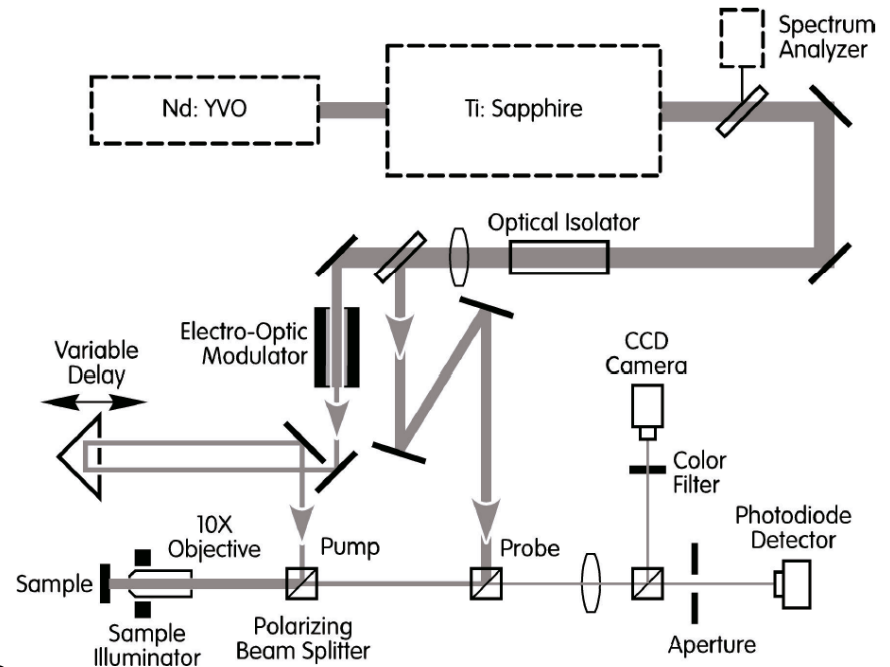 Spectrum
Analyzer
Nd: YVO
Ti: Sapphire
Optical Isolator
Electro-Optic
Modulator
Variable
Delay
CCD
Camera
Color
Filter
10X
Objective
Pump
Probe
Photodiode
Detector
Sample
Sample
Illuminator
Polarizing
Beam Splitter
Aperture